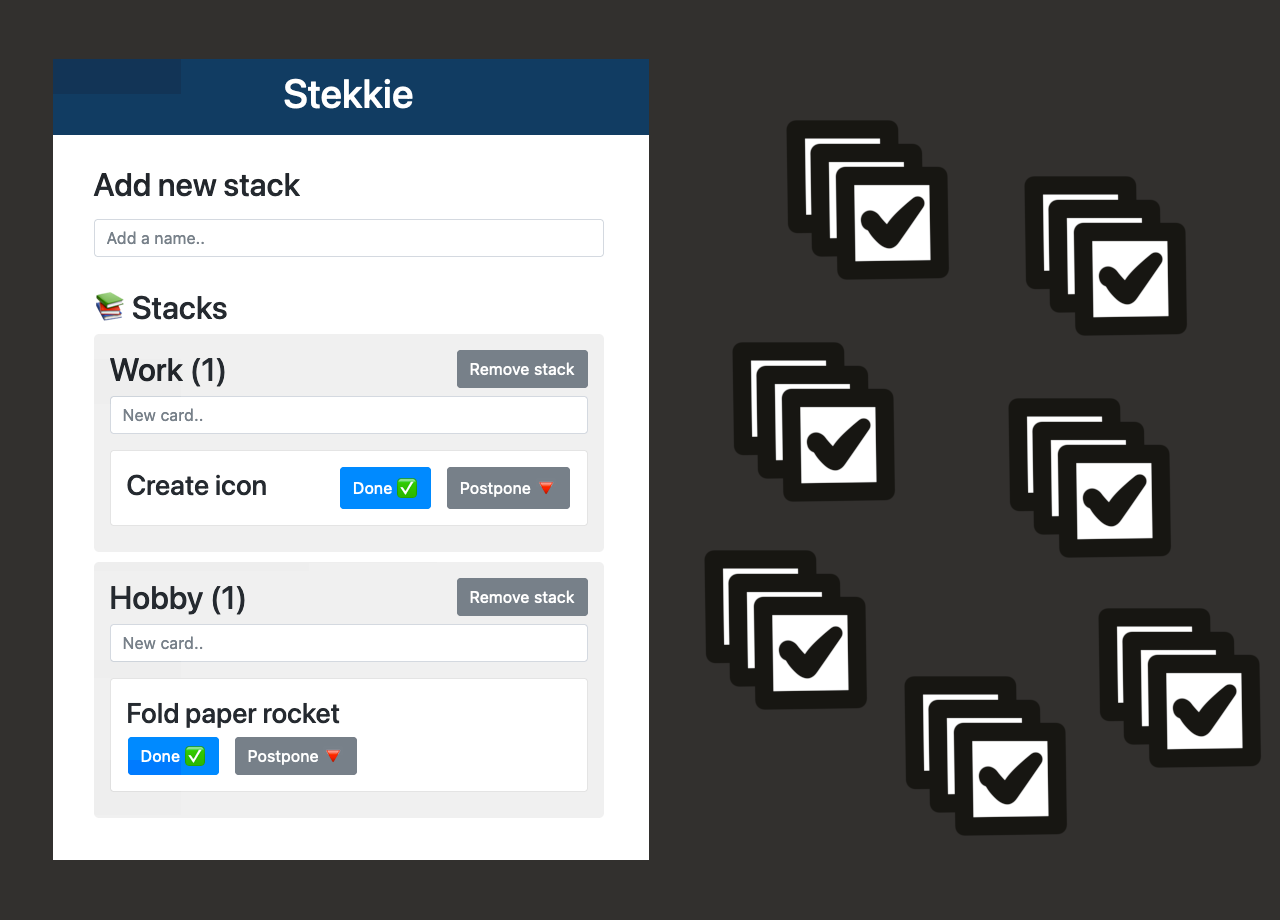 Stekkie
Add new stack
Add a name..
📚 Stacks
Work (1)
Remove stack
New card..
Create icon
Done ✅
Postpone 🔻
Hobby (1)
Remove stack
New card..
Fold paper rocket
Done ✅
Postpone 🔻